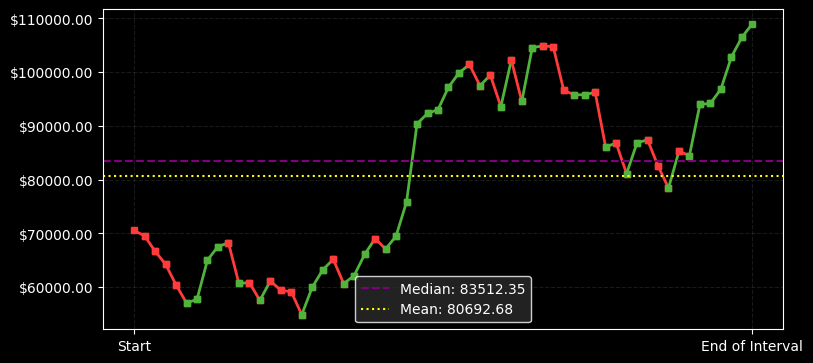 $110000.00
$100000.00
$90000.00
$80000.00
$70000.00
$60000.00
Median: 83512.35
Mean: 80692.68
Start
End of Interval